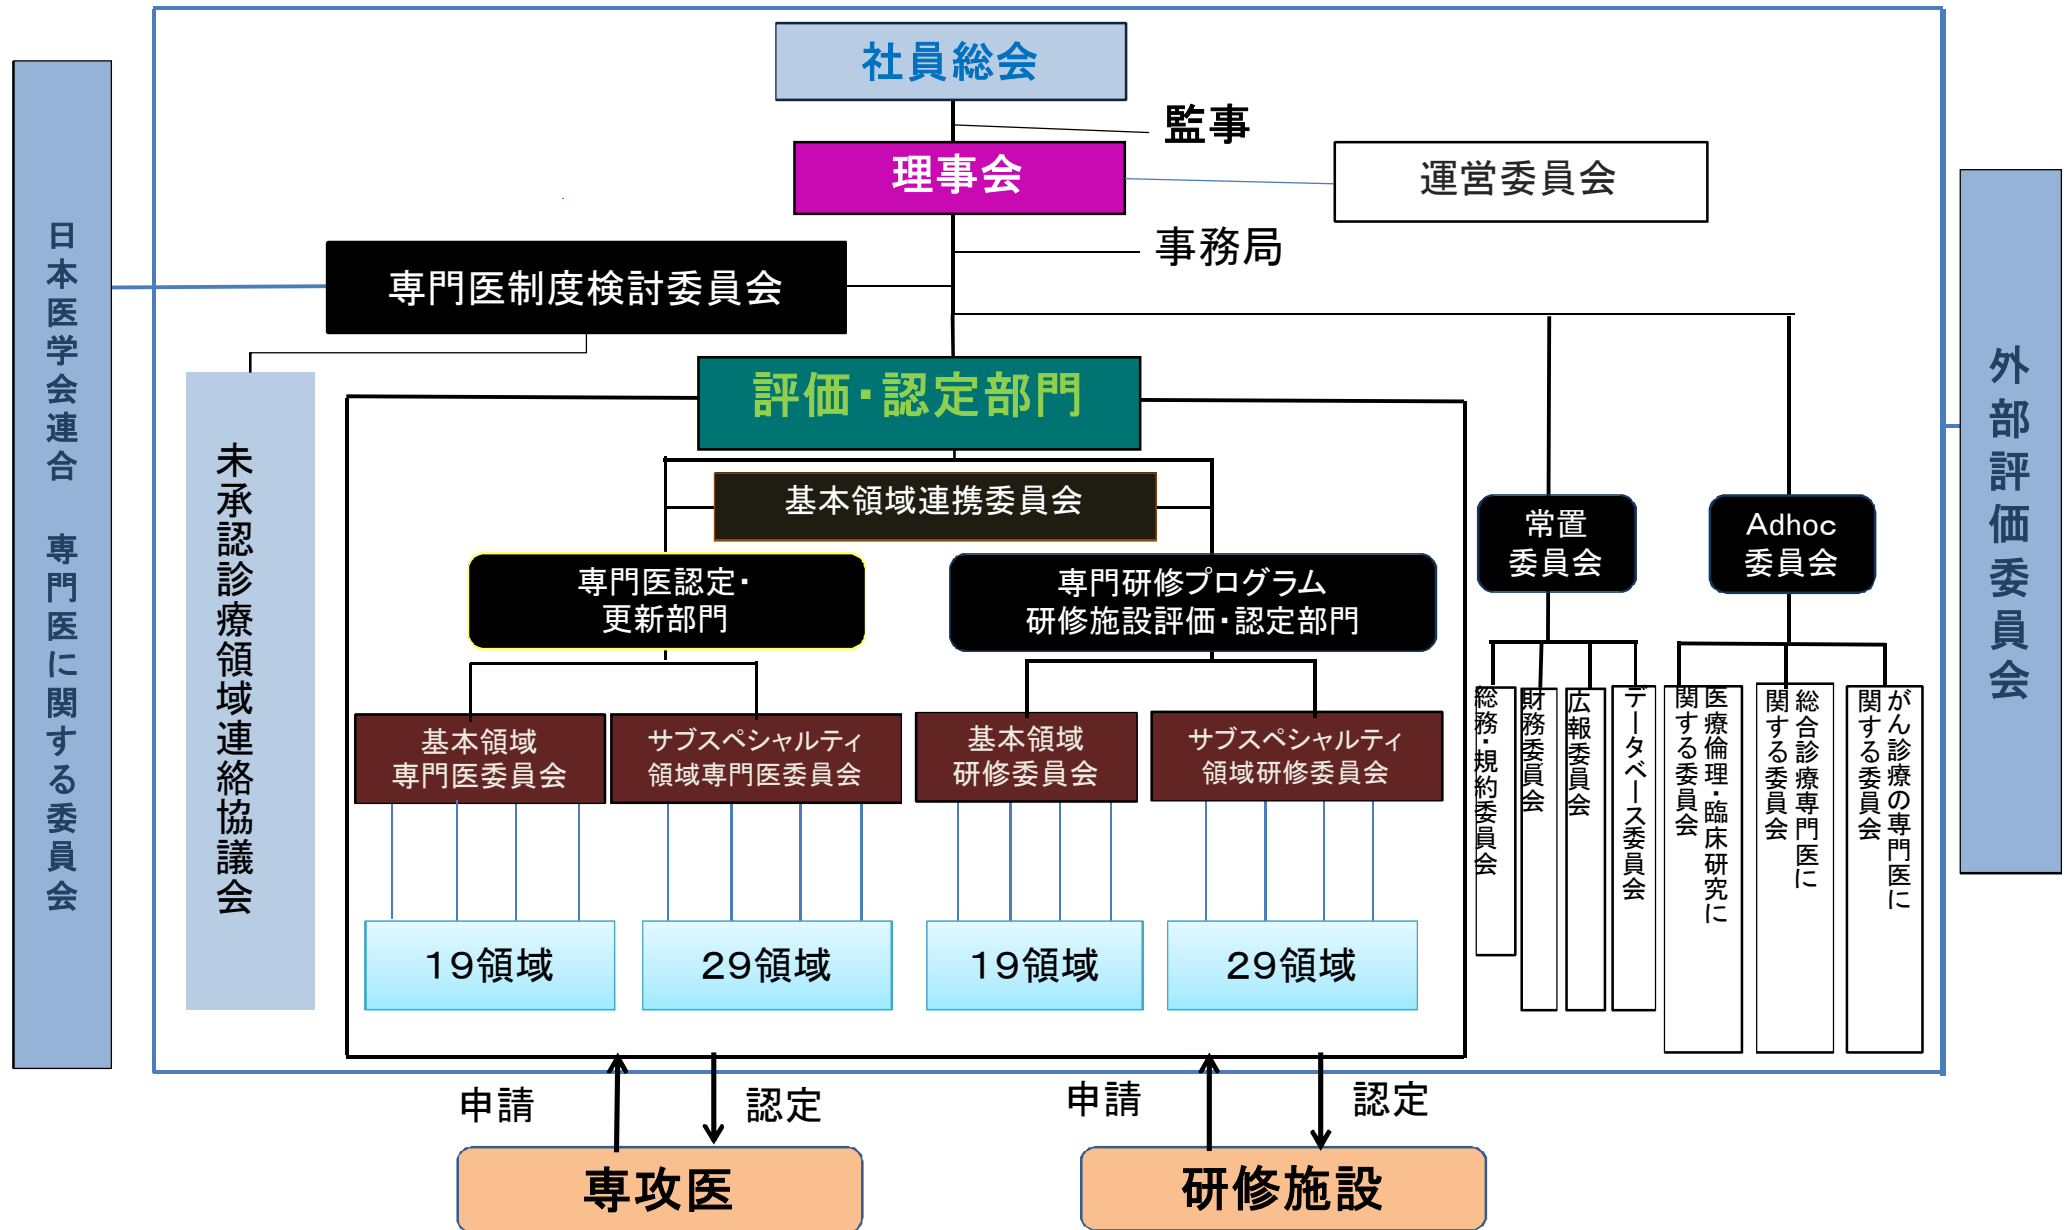 社員総会
監事
理事会
運営委員会
事務局
専門医制度検討委員会
日本医学会連合　専門医に関する委員会
外部評価委員会
未承認診療領域連絡協議会
評価・認定部門
基本領域連携委員会
専門医認定・
更新部門
専門研修プログラム
研修施設評価・認定部門
常置
委員会
Adhoc
委員会
基本領域
専門医委員会
サブスペシャルティ
領域専門医委員会
基本領域
研修委員会
サブスペシャルティ
領域研修委員会
総務・規約委員会
財務委員会
広報委員会
データベース委員会
医療倫理・臨床研究に
関する委員会
総合診療専門医に
関する委員会
がん診療の専門医に
関する委員会
19領域
29領域
19領域
29領域
申請
認定
申請
認定
専攻医
研修施設